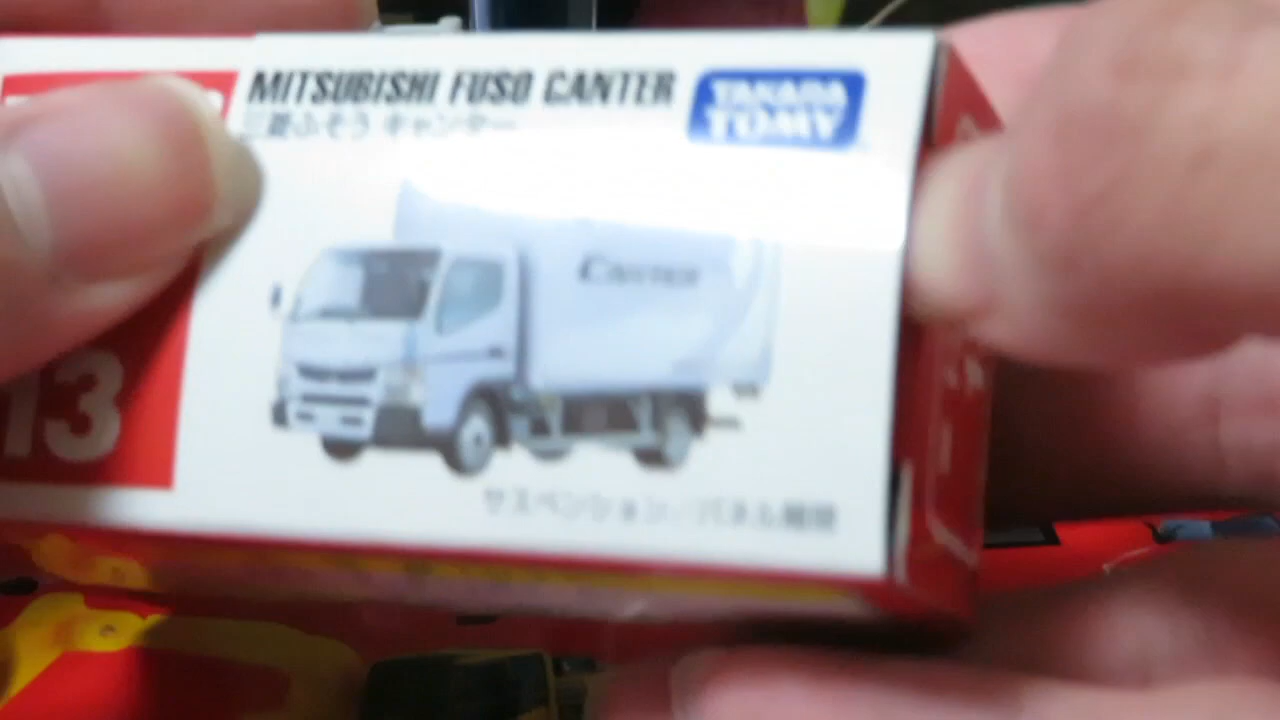 MITSUBISHI FUSO CANTER
三菱ふそう キャンター
TAKARA
TOMY
CANTER
13
サスペンション/パネル開閉